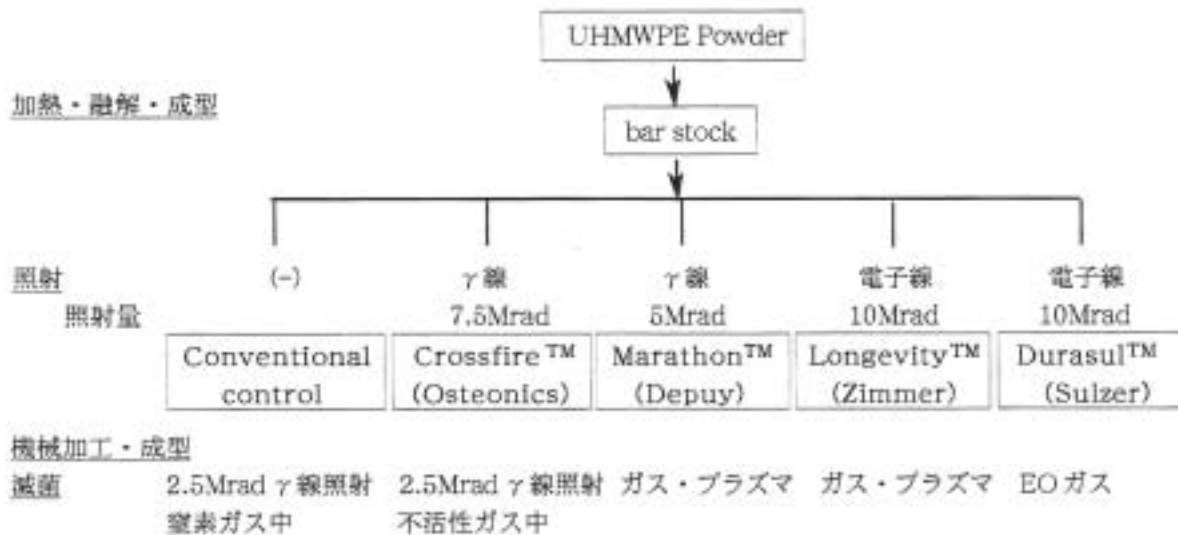 UHMWPE Powder
加熱・融解・成型
bar stock
照射 (-) γ線 γ線 電子線 電子線
照射量 7.5Mrad 5Mrad 10Mrad 10Mrad
Conventional Crossfire™ Marathon™ Longevity™ Durasul™
control (Osteonics) (Depuy) (Zimmer) (Sulzer)
機械加工・成型
滅菌 2.5Mrad γ線照射 2.5Mrad γ線照射 ガス・プラズマ ガス・プラズマ EOガス
窒素ガス中 不活性ガス中